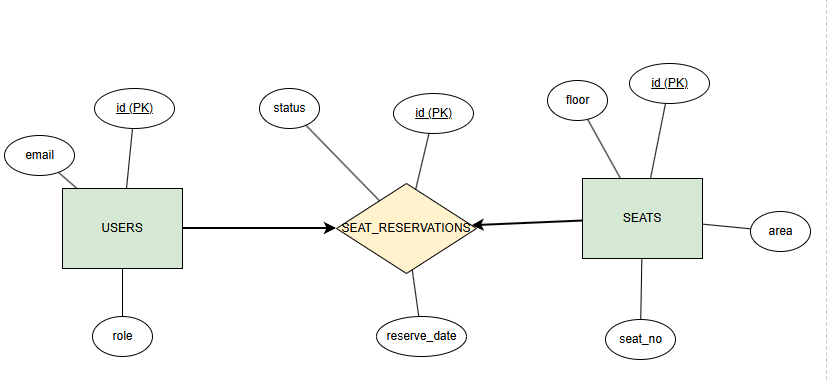 id (PK)
email
USERS
role
status
id (PK)
SEAT_RESERVATIONS
reserve_date
floor
id (PK)
SEATS
area
seat_no